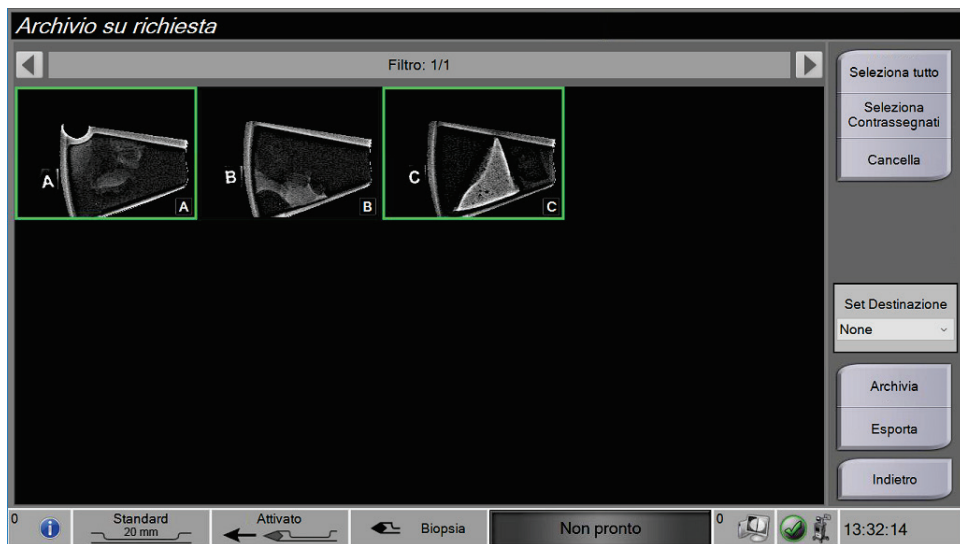 Archivio su richiesta
Filtro: 1/1
Seleziona tutto
Seleziona
Contrassegnati
Cancella
A
A
B
B
C
C
Set Destinazione
None
Archivia
Esporta
Indietro
0
Standard
20 mm
Attivato
Biopsia
Non pronto
0
13:32:14